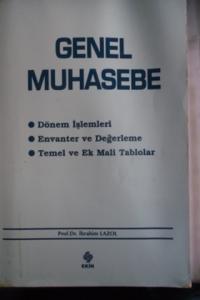 GENEL
MUHASEBE
● Dönem İşlemleri
● Envanter ve Değerleme
● Temel ve Ek Mali Tablolar
Prof.Dr. İbrahim LAZOL
EKİN